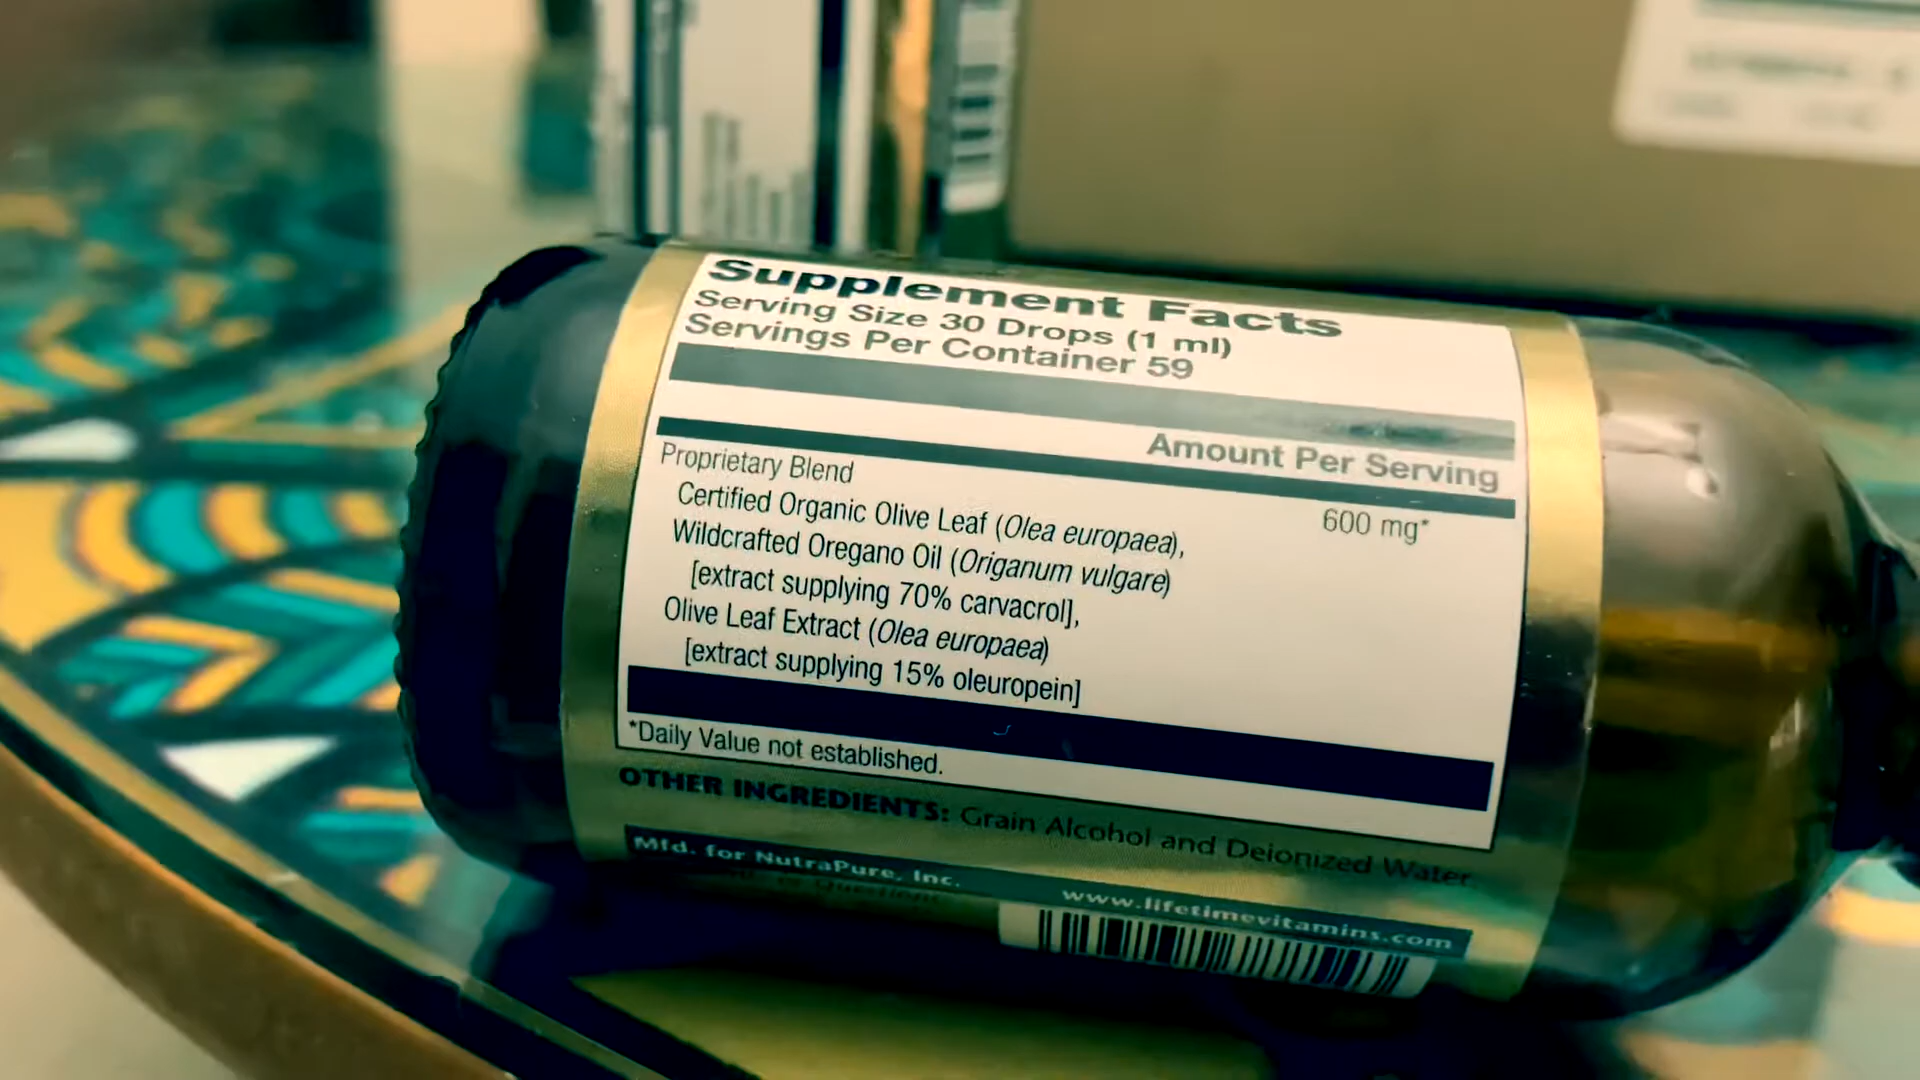 Supplement Facts
Serving Size 30 Drops (1 ml)
Servings Per Container 59
Amount Per Serving
Proprietary Blend
600 mg*
Certified Organic Olive Leaf (Olea europaea),
Wildcrafted Oregano Oil (Origanum vulgare)
[extract supplying 70% carvacrol],
Olive Leaf Extract (Olea europaea)
[extract supplying 15% oleuropein]
*Daily Value not established.
OTHER INGREDIENTS: Grain Alcohol and Deionized Water
Mfd. for NutraPure, Inc.
www.lifetimevitamins.com